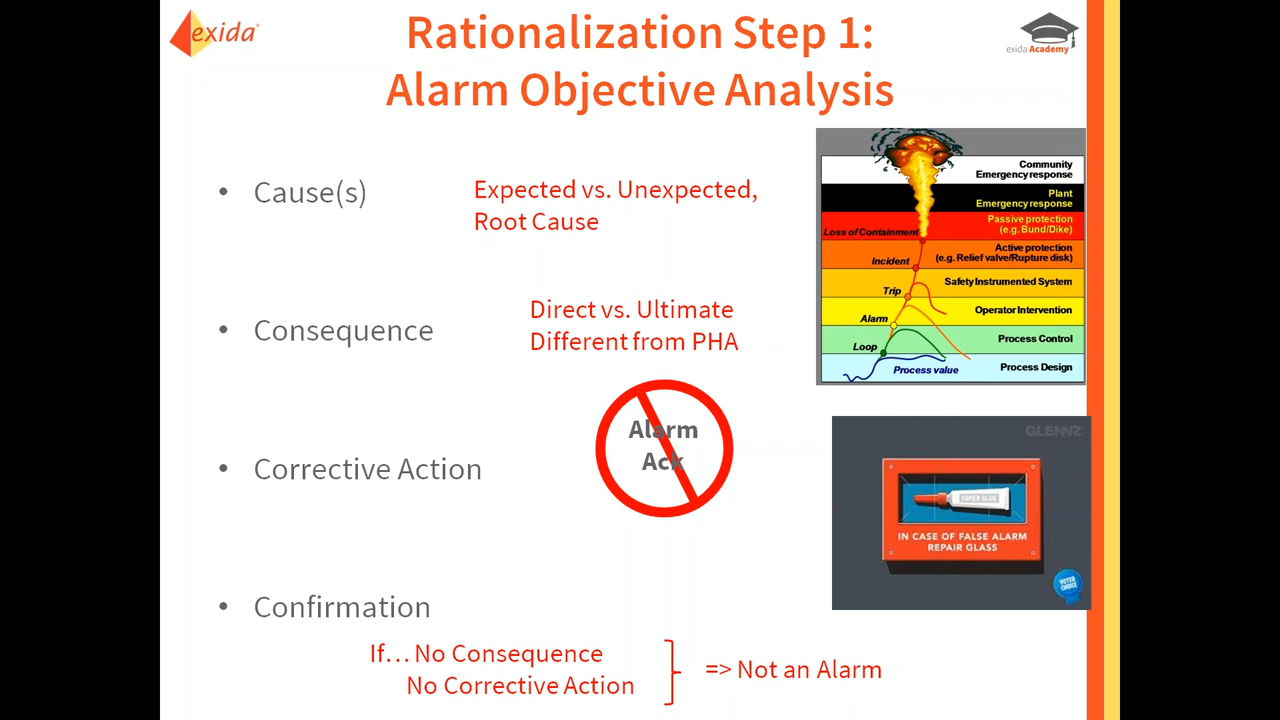 exida
Rationalization Step 1:
Alarm Objective Analysis
exida Academy
• Cause(s)
Expected vs. Unexpected,
Root Cause
• Consequence
Direct vs. Ultimate
Different from PHA
• Corrective Action
Alarm
Ack
• Confirmation
If… No Consequence
No Corrective Action
=> Not an Alarm
Community
Emergency response
Plant
Emergency response
Passive protection
(e.g. Bund/Dike)
Loss of Containment
Active protection
(e.g. Relief valve/Rupture disk)
Incident
Safety Instrumented System
Trip
Operator Intervention
Alarm
Process Control
Loop
Process Design
Process value
GLENNZ
SUPER GLUE
IN CASE OF FALSE ALARM
REPAIR GLASS
VOTER
CHOICE